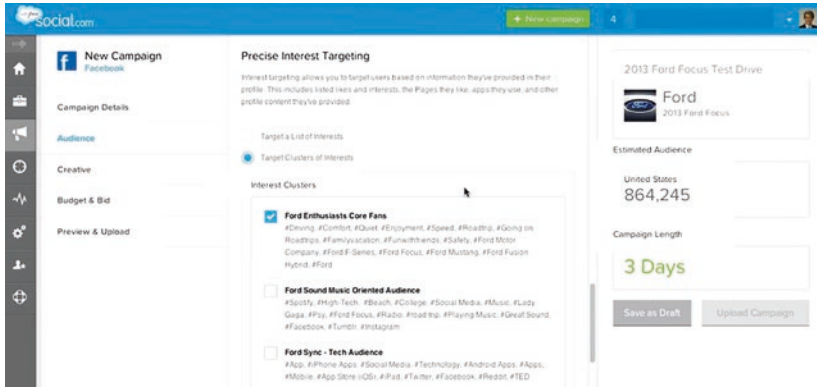 social.com
+ New campaign
4
New Campaign
Facebook
Campaign Details
Audience
Creative
Budget & Bid
Preview & Upload
Precise Interest Targeting
Interest targeting allows you to target users based on information they've provided in their
profile. This includes listed likes and interests, the Pages they like, apps they use, and other
profile content they've provided
Target a List of Interests
Target Clusters of Interests
Interest Clusters
Ford Enthusiasts Core Fans
#Driving, #Comfort, #Quiet, #Enjoyment, #Speed, #Roadtrip, #Going on
Roadtrips, #Familyvacation, #Funwithfriends, #Safety, #Ford Motor
Company, #Ford F-Series, #Ford Focus, #Ford Mustang, #Ford Fusion
Hybrid, #Ford
Ford Sound Music Oriented Audience
#Spotify, #High-Tech, #Beach, #College, #Social Media, #Music, #Lady
Gaga, #Psy, #Ford Focus, #Radio, #road trip, #Playing Music, #Great Sound,
#Facebook, #Tumblr, #Instagram
Ford Sync - Tech Audience
#App, #iPhone Apps, #Social Media, #Technology, #Android Apps, #Apps,
#Mobile, #App Store (iOS), #iPad, #Twitter, #Facebook, #Reddit, #TED
2013 Ford Focus Test Drive
Ford
Ford
2013 Ford Focus
Estimated Audience
United States
864,245
Campaign Length
3 Days
Save as Draft
Upload Campaign